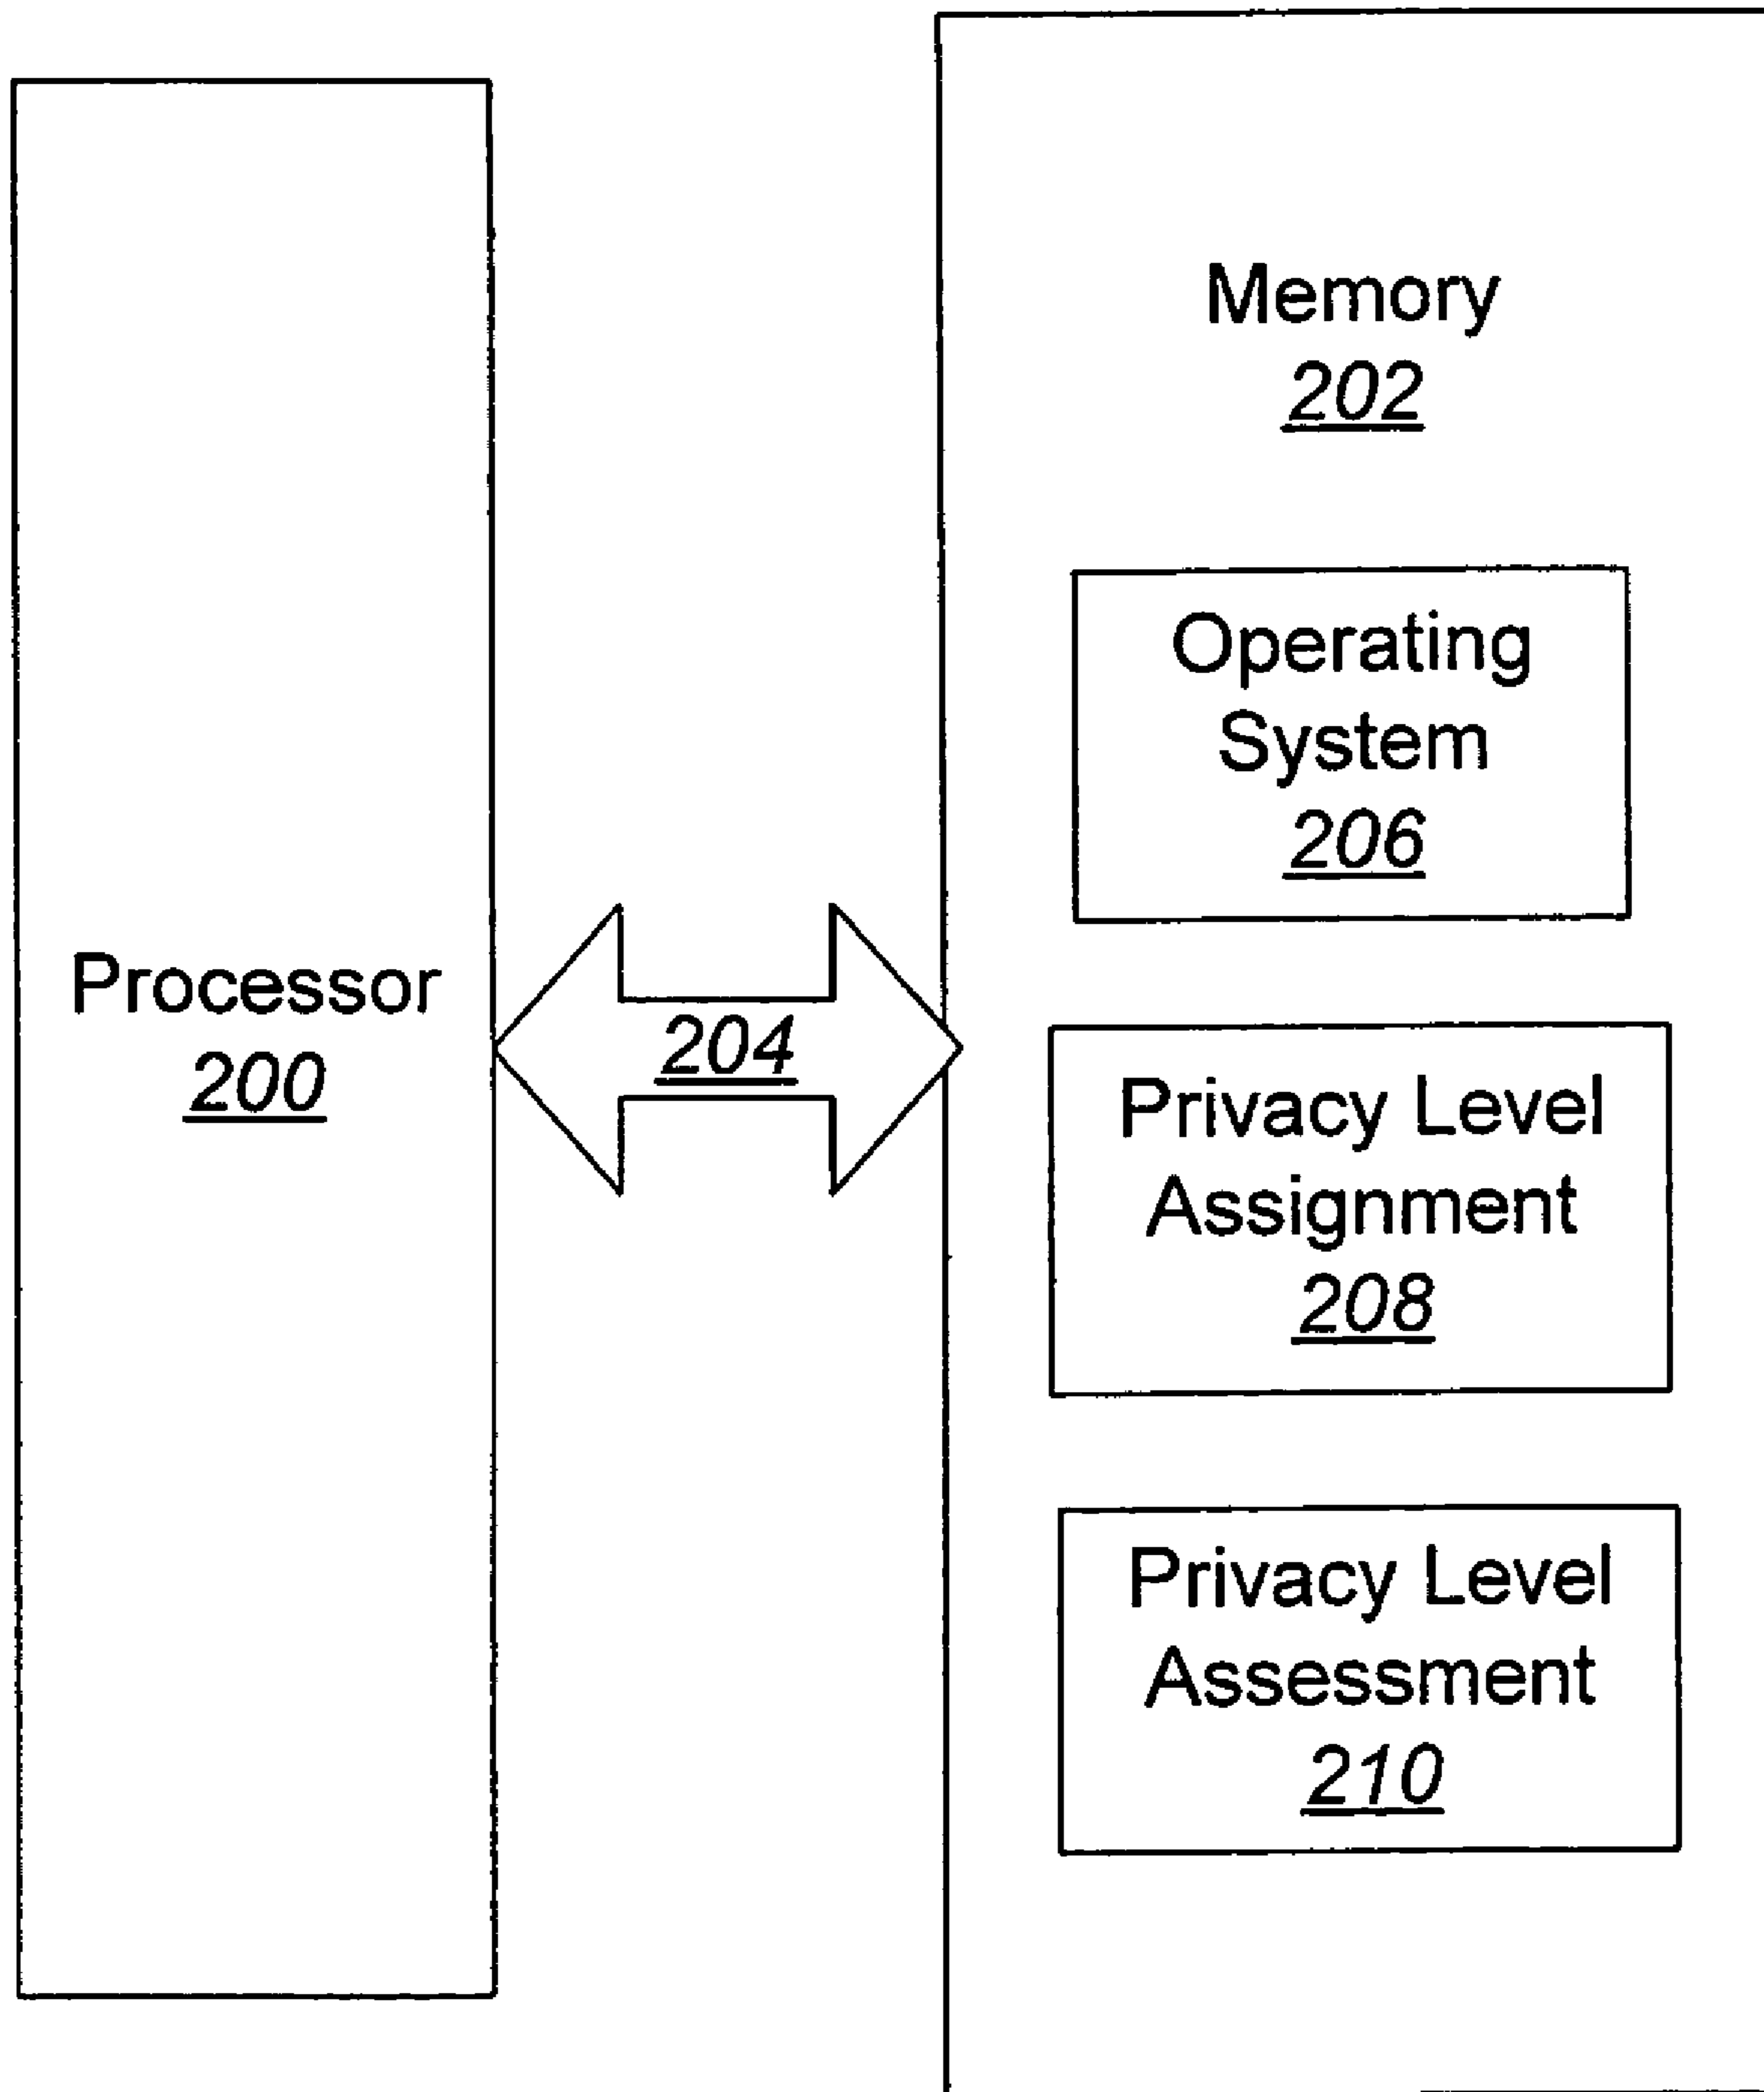 Processor
200
204
Memory
202
Operating
System
206
Privacy Level
Assignment
208
Privacy Level
Assessment
210